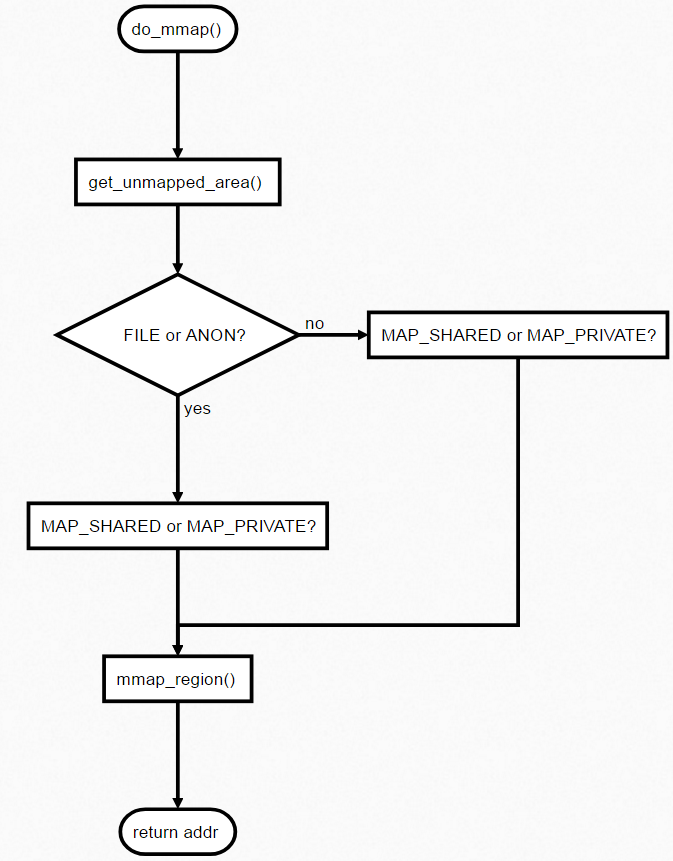 do_mmap()
get_unmapped_area()
FILE or ANON?
no
MAP_SHARED or MAP_PRIVATE?
yes
MAP_SHARED or MAP_PRIVATE?
mmap_region()
return addr